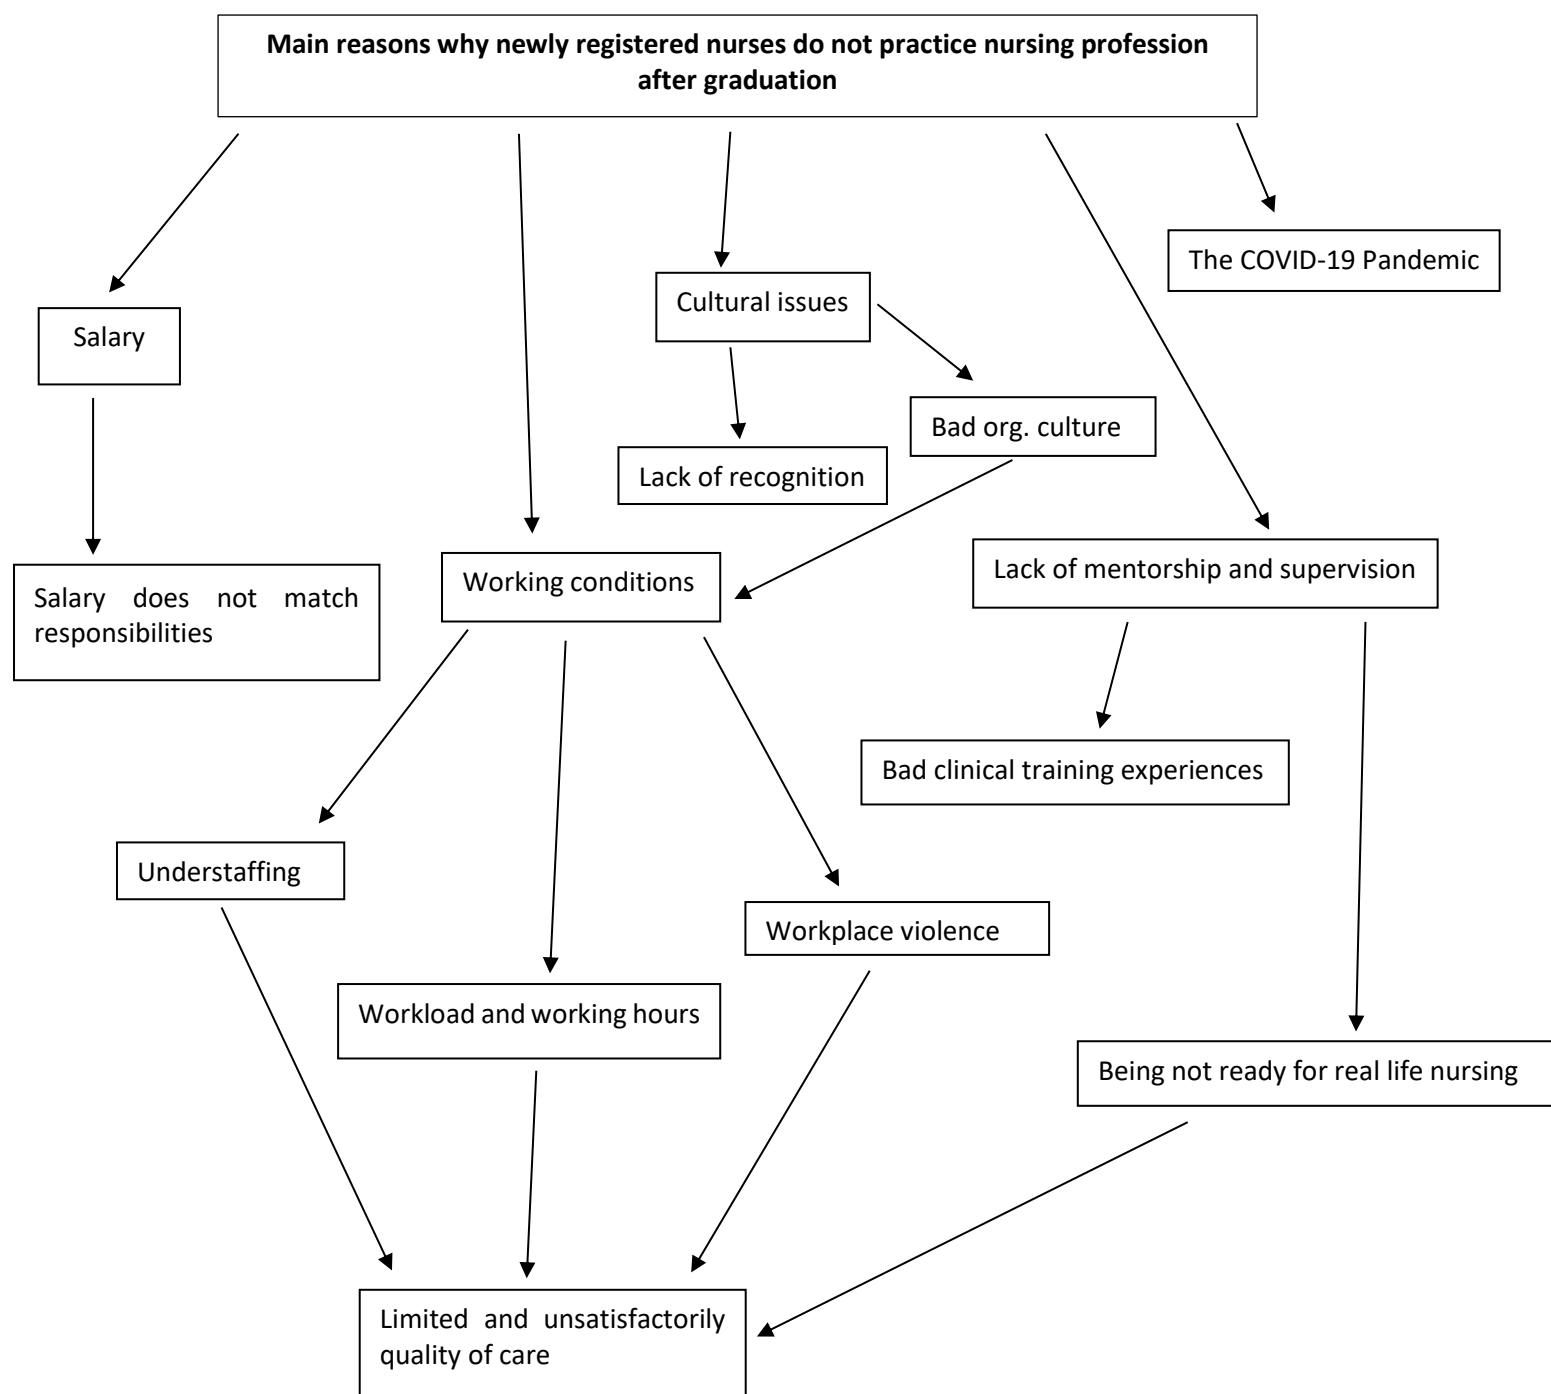 Main reasons why newly registered nurses do not practice nursing profession
after graduation
The COVID-19 Pandemic
Cultural issues
Salary
Bad org. culture
Lack of recognition
Working conditions
Lack of mentorship and supervision
Salary does not match
responsibilities
Bad clinical training experiences
Understaffing
Workplace violence
Workload and working hours
Being not ready for real life nursing
Limited and unsatisfactorily
quality of care